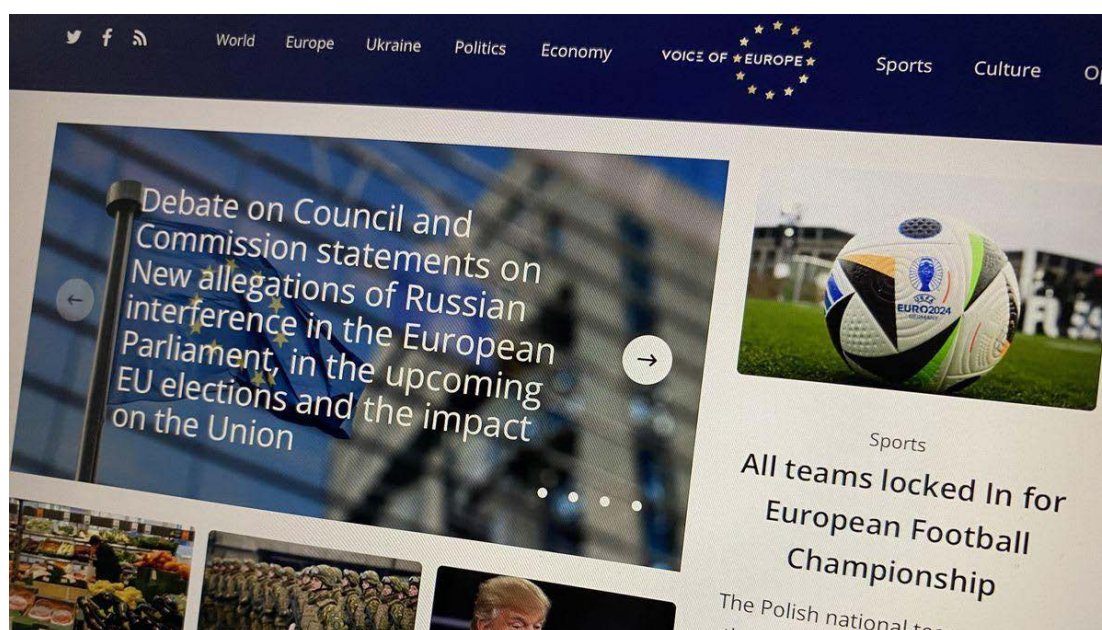 World
Europe
Ukraine
Politics
Economy
VOICE OF EUROPE
Sports
Culture
Debate on Council and
Commission statements on
New allegations of Russian
interference in the European
Parliament, in the upcoming
EU elections and the impact
on the Union
EURO2024
GERMANY
Sports
All teams locked In for
European Football
Championship
The Polish national